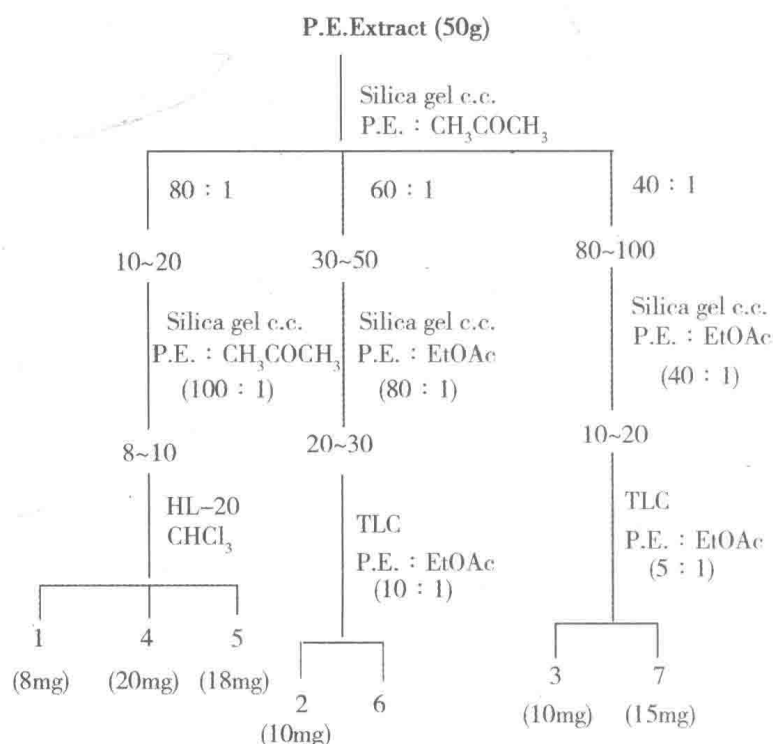 P.E.Extract (50g)
Silica gel c.c.
P.E. : CH₃COCH₃
80 : 1
60 : 1
40 : 1
10~20
30~50
80~100
Silica gel c.c.
P.E. : CH₃COCH₃
(100 : 1)
Silica gel c.c.
P.E. : EtOAc
(80 : 1)
Silica gel c.c.
P.E. : EtOAc
(40 : 1)
8~10
20~30
10~20
HL-20
CHCl₃
TLC
P.E. : EtOAc
(10 : 1)
TLC
P.E. : EtOAc
(5 : 1)
1
4
5
(8mg)
(20mg)
(18mg)
2
6
(10mg)
3
7
(10mg)
(15mg)